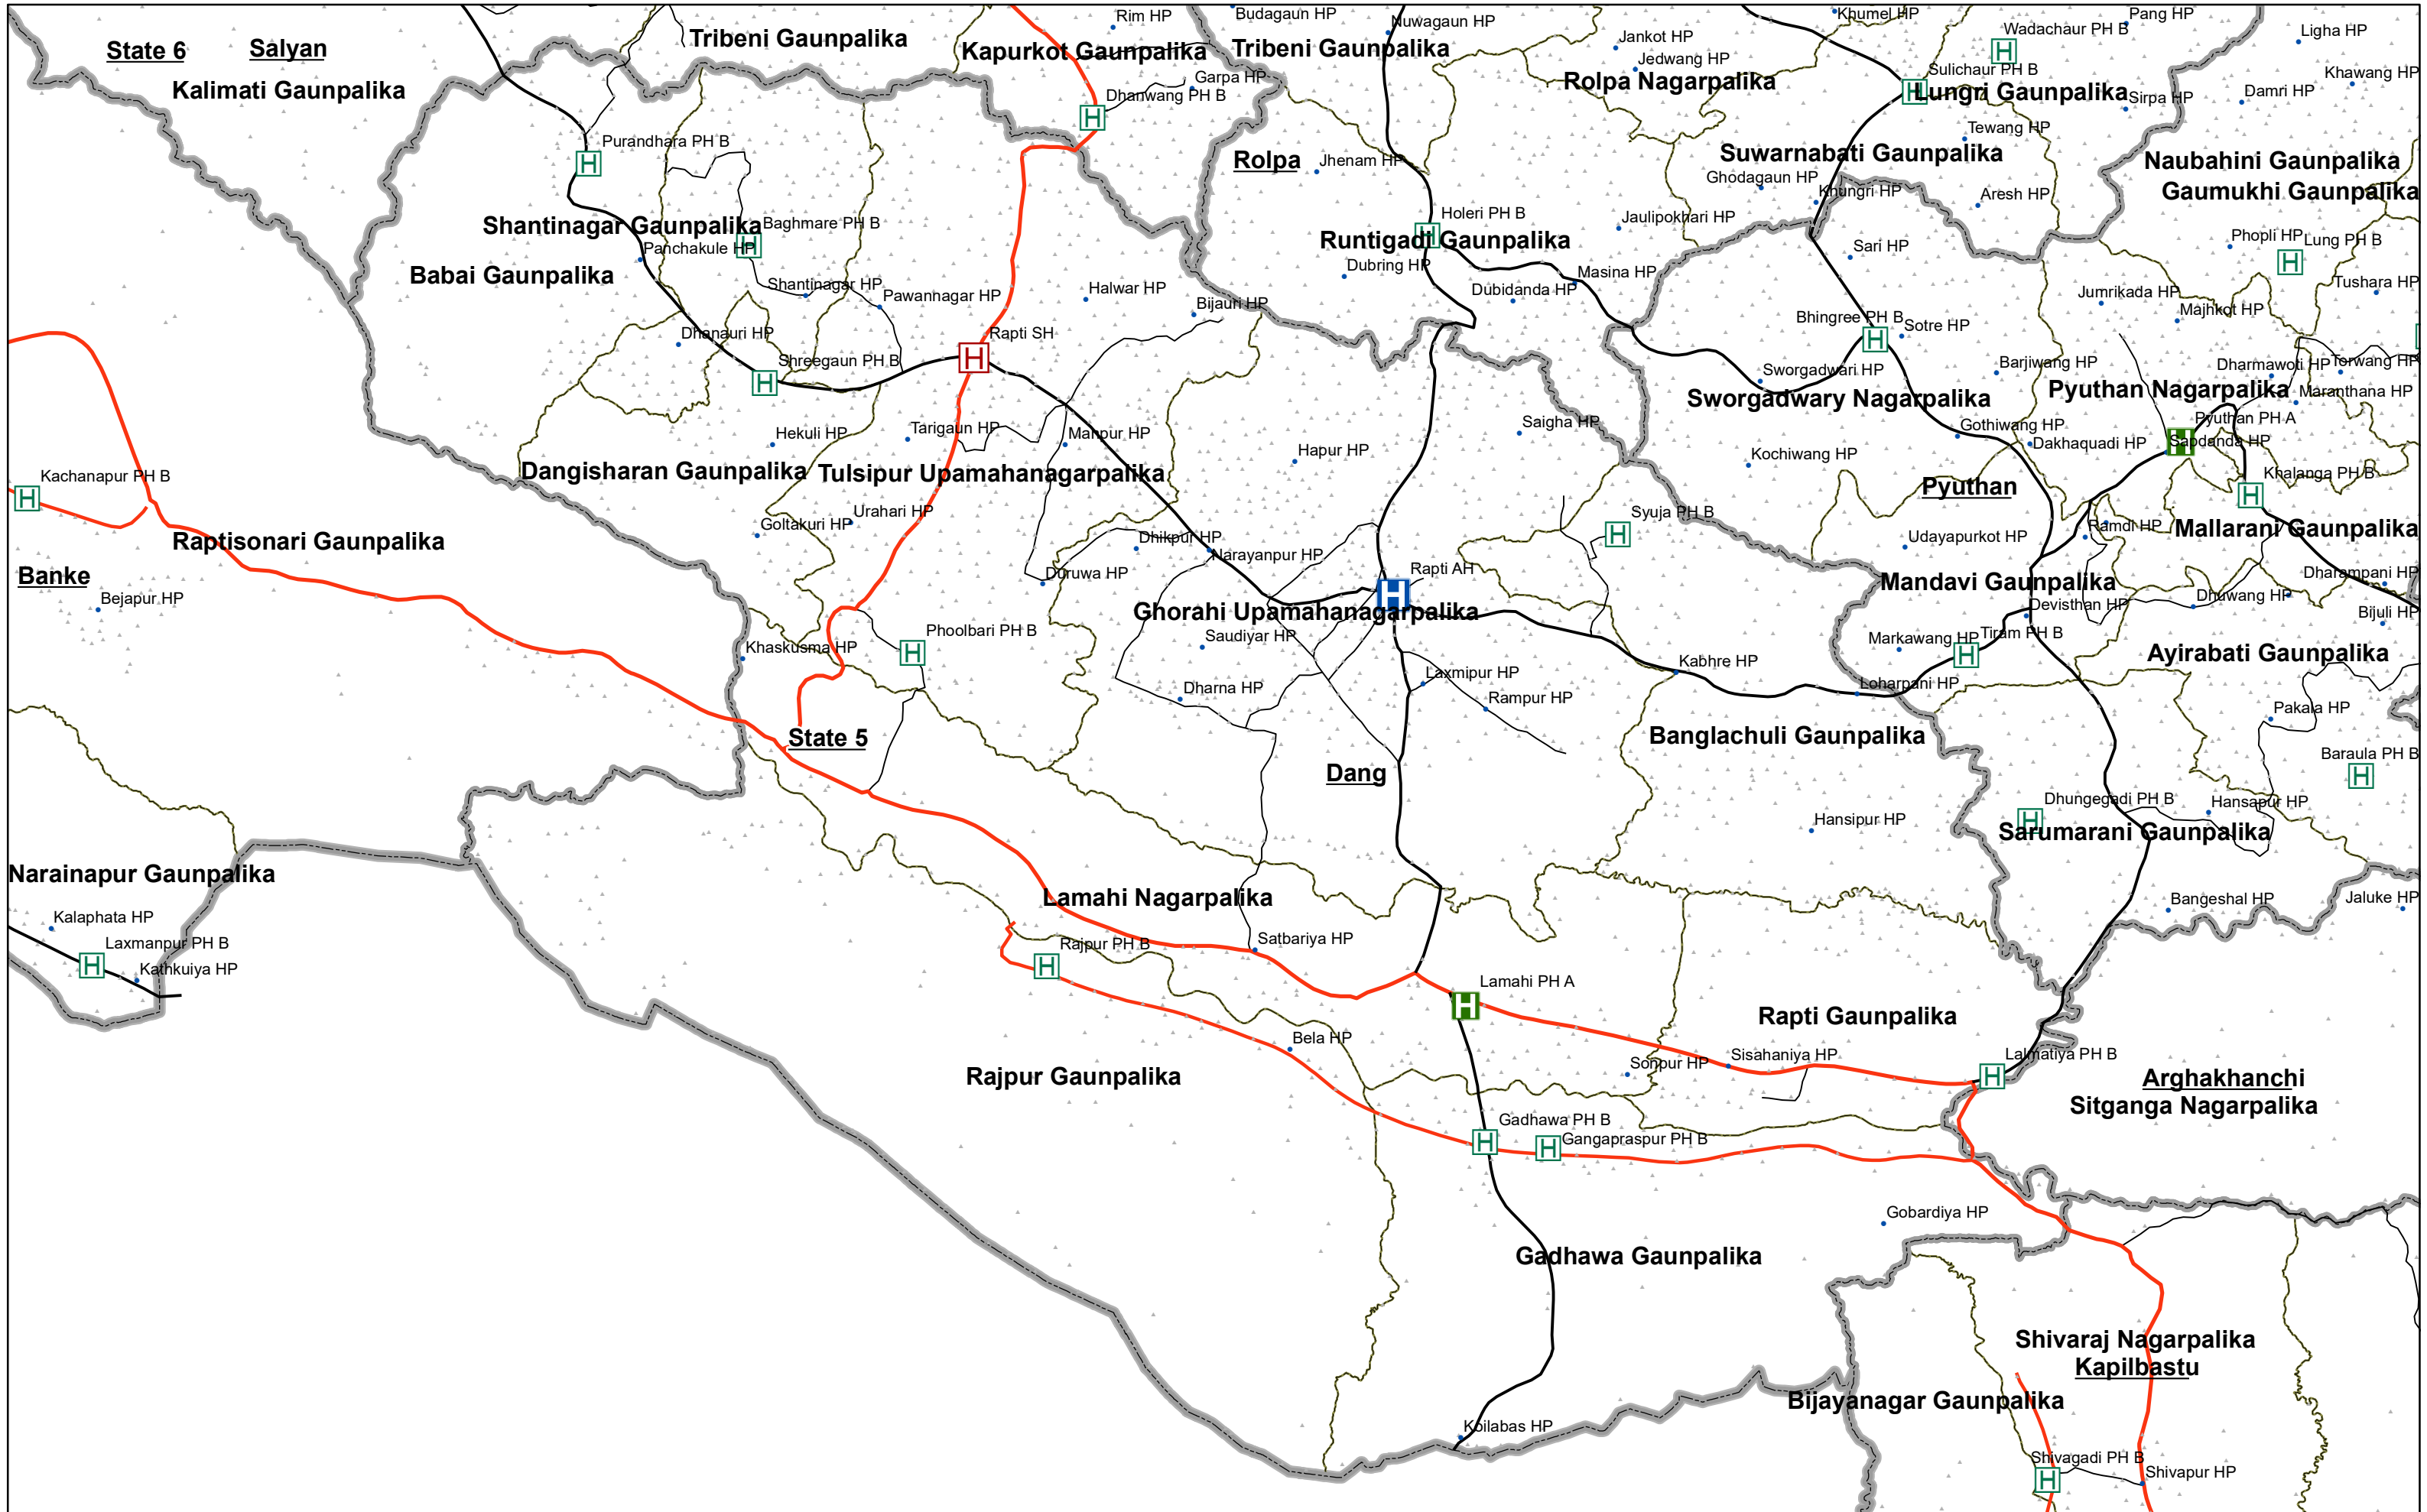 Rim HP
Budagaun HP
Nuwagaun HP
Khumel HP
Pang HP
Wadachaur PH B
Ligha HP
State 6
Salyan
Tribeni Gaunpalika
Kapurkot Gaunpalika
Tribeni Gaunpalika
Jankot HP
Jedwang HP
Rolpa Nagarpalika
Sulichaur PH B
Khawang HP
Kalimati Gaunpalika
Garpa HP
Dhanwang PH B
Lungri Gaunpalika
Sirpa HP
Damri HP
Tewang HP
Purandhara PH B
Rolpa
Jhenam HP
Suwarnabati Gaunpalika
Naubahini Gaunpalika
Ghodagaun HP
Khungri HP
Aresh HP
Gaumukhi Gaunpalika
Shantinagar Gaunpalika
Baghmare PH B
Holeri PH B
Jaulipokhari HP
Panchakule HP
Runtigadi Gaunpalika
Sari HP
Phopli HP
Lung PH B
Babai Gaunpalika
Dubring HP
Masina HP
Shantinagar HP
Pawannagar HP
Halwar HP
Bijauri HP
Dubidanda HP
Jumrikada HP
Majhkot HP
Tushara HP
Dhanauri HP
Rapti SH
Bhingree PH B
Sotre HP
Shreegaun PH B
Barjiwang HP
Dharmawoti HP
Torwang HP
Sworgadwari HP
Sworgadwary Nagarpalika
Pyuthan Nagarpalika
Maranthana HP
Hekuli HP
Tarigaun HP
Manpur HP
Saigha HP
Gothiwang HP
Pyuthan PH A
Dakhaquadi HP
Sapdanda HP
Hapur HP
Kochiwang HP
Kachanapur PH B
Dangisharan Gaunpalika
Tulsipur Upamahanagarpalika
Pyuthan
Khalanga PH B
Goltakuri HP
Urahari HP
Syuja PH B
Ramdi HP
Mallarani Gaunpalika
Raptisonari Gaunpalika
Dhikpur HP
Narayanpur HP
Udayapurkot HP
Banke
Duruwa HP
Rapti AH
Mandavi Gaunpalika
Dharampani HP
Bejapur HP
Ghorahi Upamahanagarpalika
Devisthan HP
Dhuwang HP
Bijuli HP
Phoolbari PH B
Saudiyar HP
Markawang HP
Tiram PH B
Khaskusma HP
Kabhre HP
Ayirabati Gaunpalika
Dharna HP
Laxmipur HP
Rampur HP
Loharpani HP
Pakala HP
State 5
Banglachuli Gaunpalika
Baraula PH B
Dang
Dhungegadi PH B
Hansapur HP
Hansipur HP
Sarumarani Gaunpalika
Narainapur Gaunpalika
Lamahi Nagarpalika
Kalaphata HP
Bangeshal HP
Jaluke HP
Laxmanpur PH B
Rajpur PH B
Satbariya HP
Kathkuiya HP
Lamahi PH A
Rapti Gaunpalika
Bela HP
Sonpur HP
Sisahaniya HP
Lalmatiya PH B
Rajpur Gaunpalika
Arghakhanchi
Sitganga Nagarpalika
Gadhawa PH B
Gangapraspur PH B
Gobardiya HP
Gadhawa Gaunpalika
Shivaraj Nagarpalika
Kapilbastu
Bijayanagar Gaunpalika
Koilabas HP
Shivagadi PH B
Shivapur HP